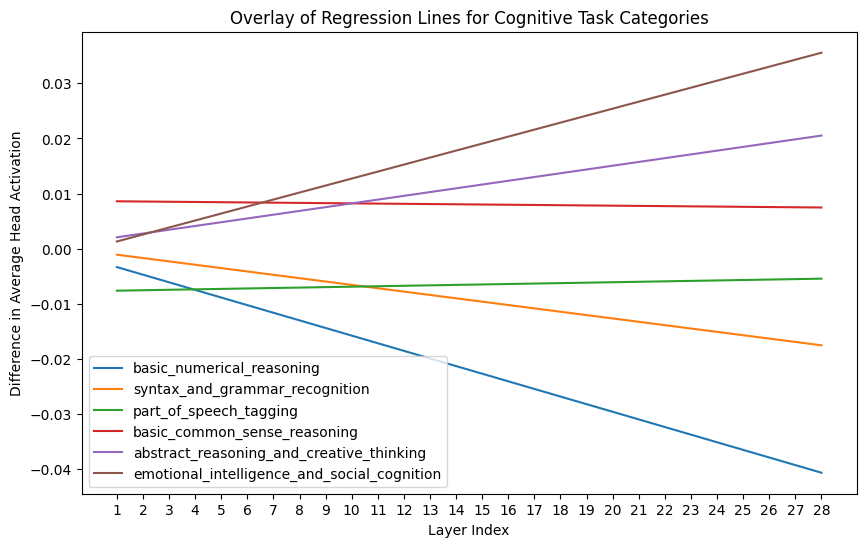 Overlay of Regression Lines for Cognitive Task Categories
Difference in Average Head Activation
0.03
0.02
0.01
0.00
−0.01
−0.02
−0.03
−0.04
basic_numerical_reasoning
syntax_and_grammar_recognition
part_of_speech_tagging
basic_common_sense_reasoning
abstract_reasoning_and_creative_thinking
emotional_intelligence_and_social_cognition
1 2 3 4 5 6 7 8 9 10 11 12 13 14 15 16 17 18 19 20 21 22 23 24 25 26 27 28
Layer Index